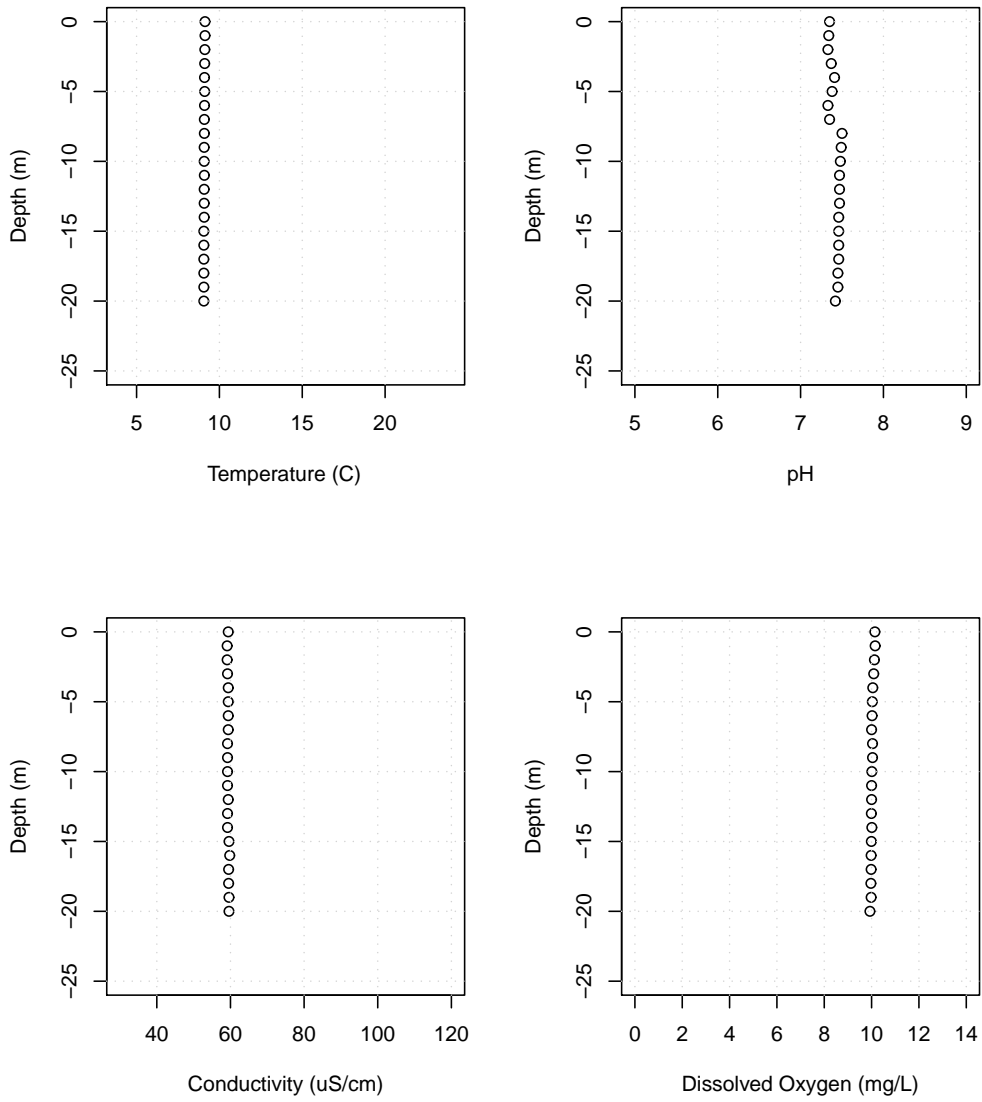 0
−5
−10
−15
−20
−25
Depth (m)
5 10 15 20
Temperature (C)
0
−5
−10
−15
−20
−25
Depth (m)
5 6 7 8 9
pH
0
−5
−10
−15
−20
−25
Depth (m)
40 60 80 100 120
Conductivity (uS/cm)
0
−5
−10
−15
−20
−25
Depth (m)
0 2 4 6 8 10 12 14
Dissolved Oxygen (mg/L)